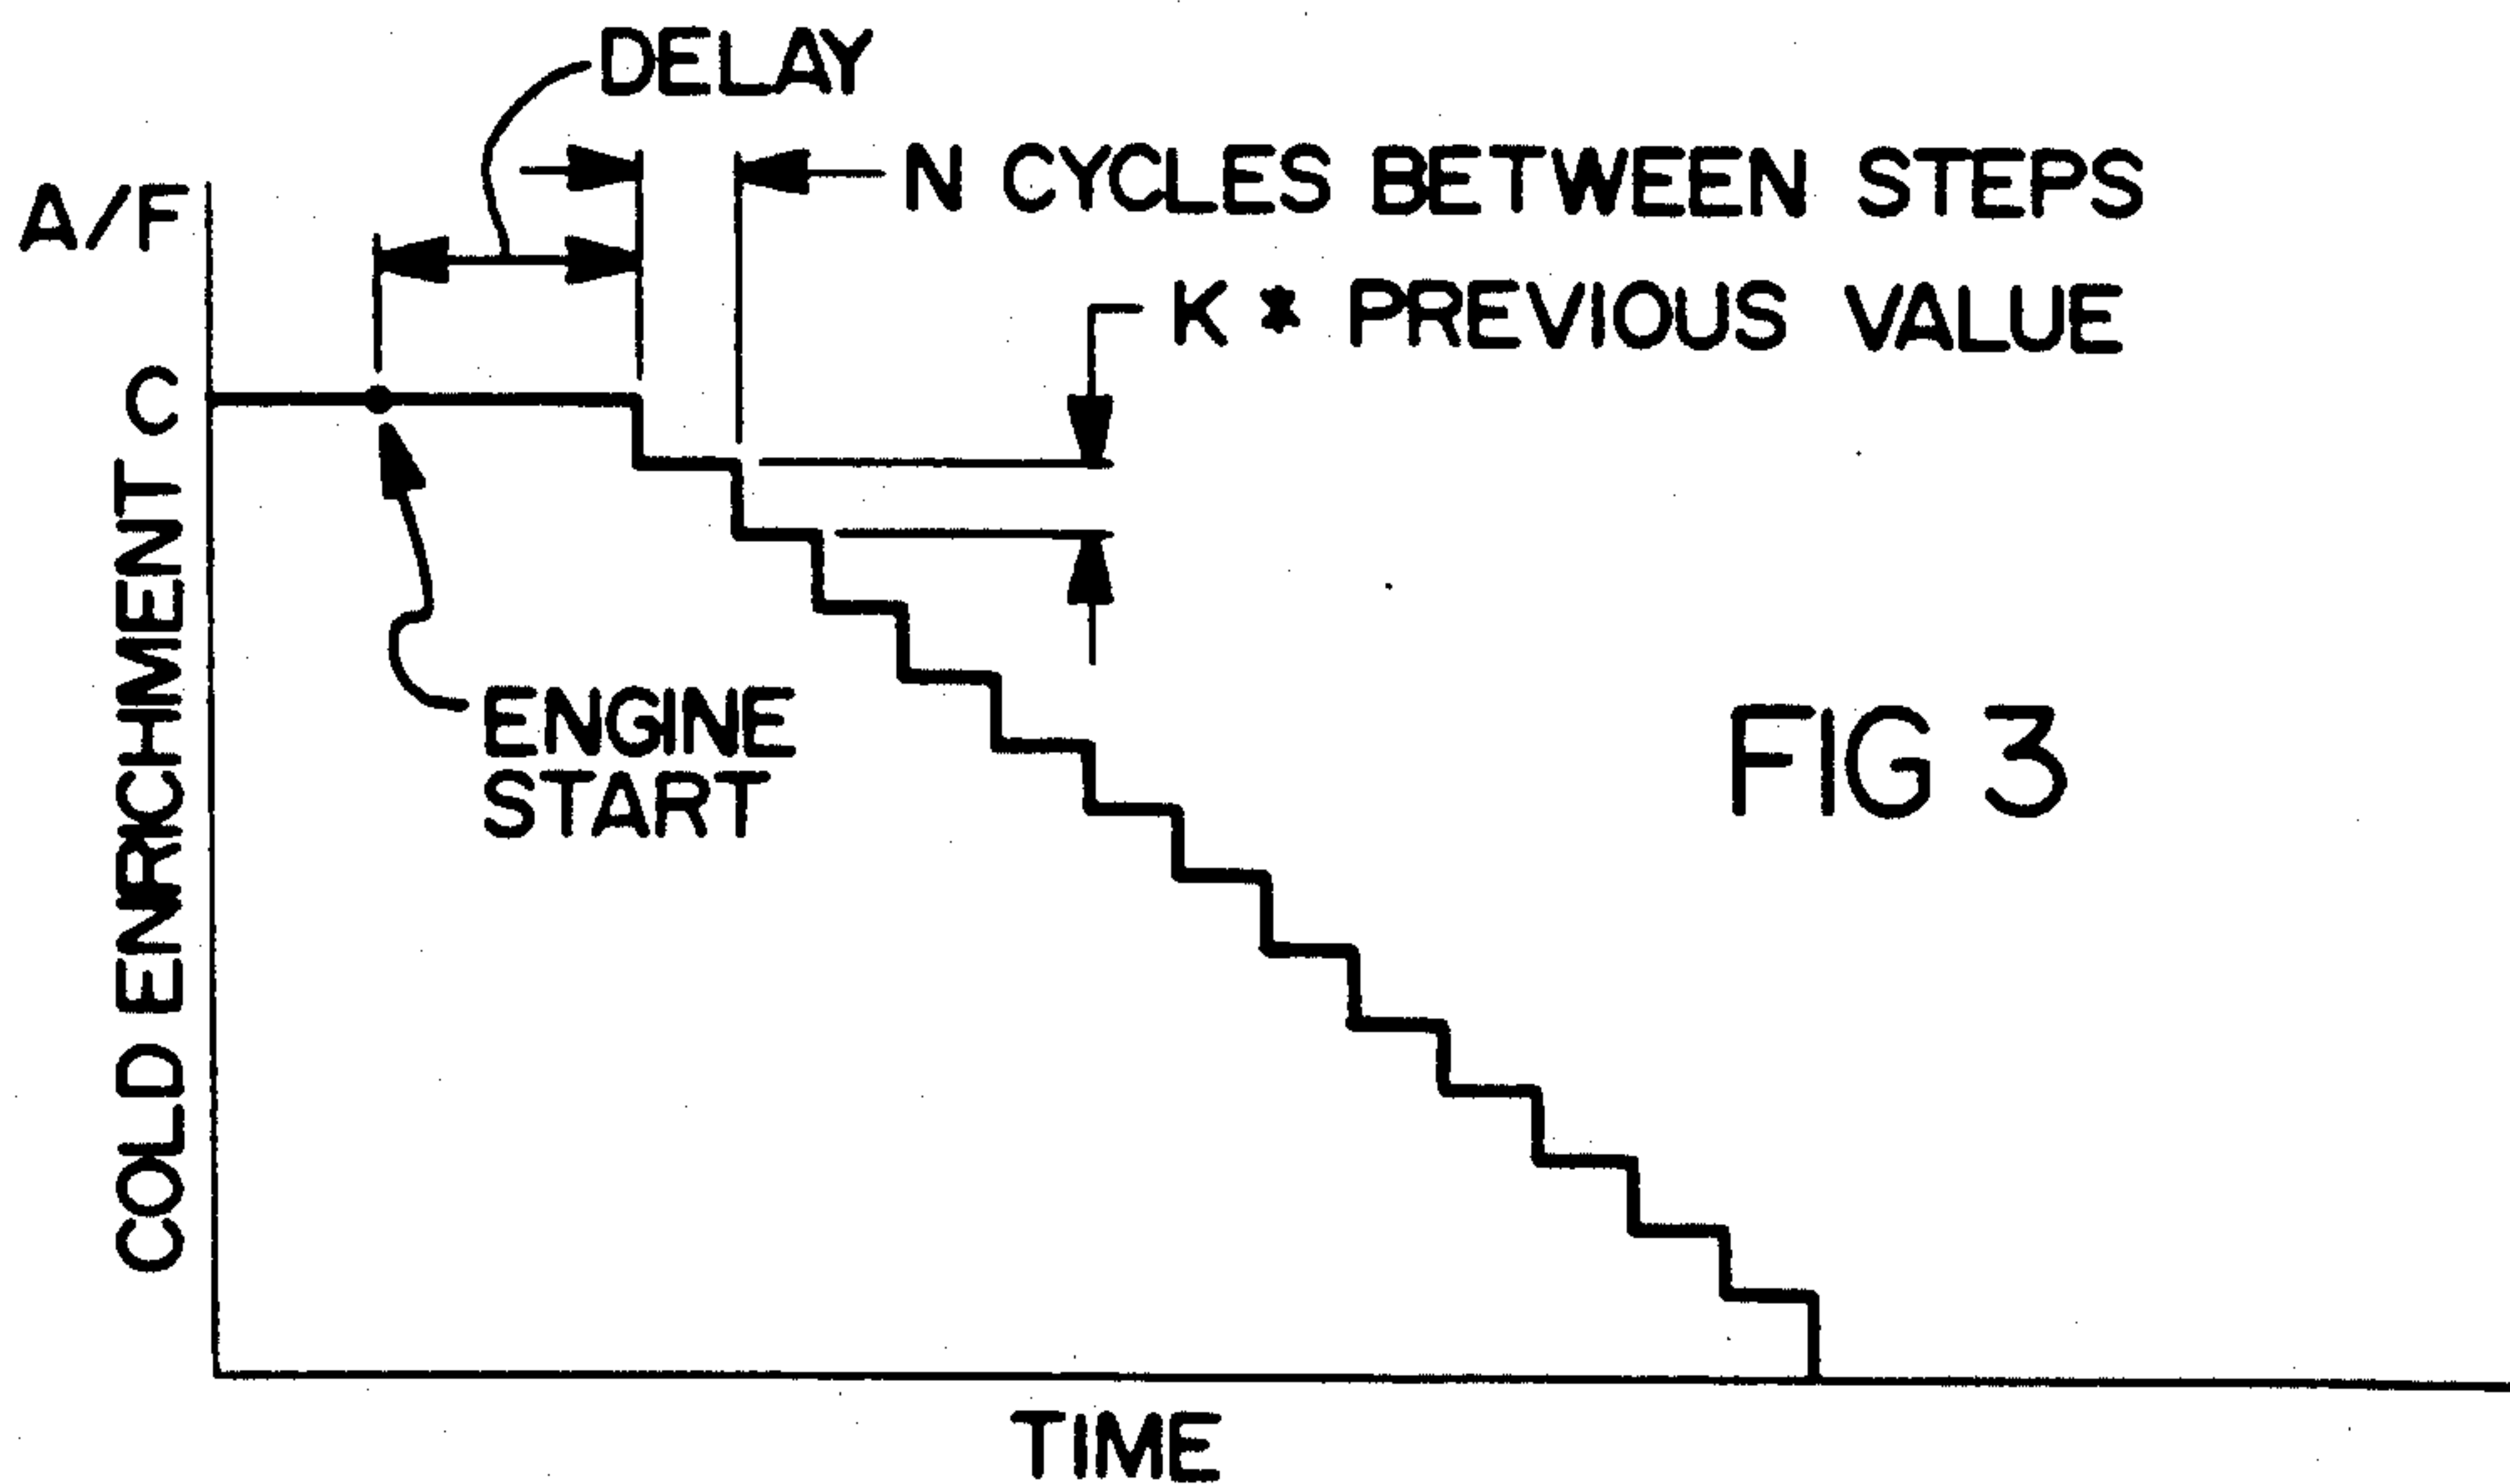 DELAY
N CYCLES BETWEEN STEPS
A/F
K * PREVIOUS VALUE
C
COLD ENRICHMENT
ENGINE
START
FIG 3
TIME